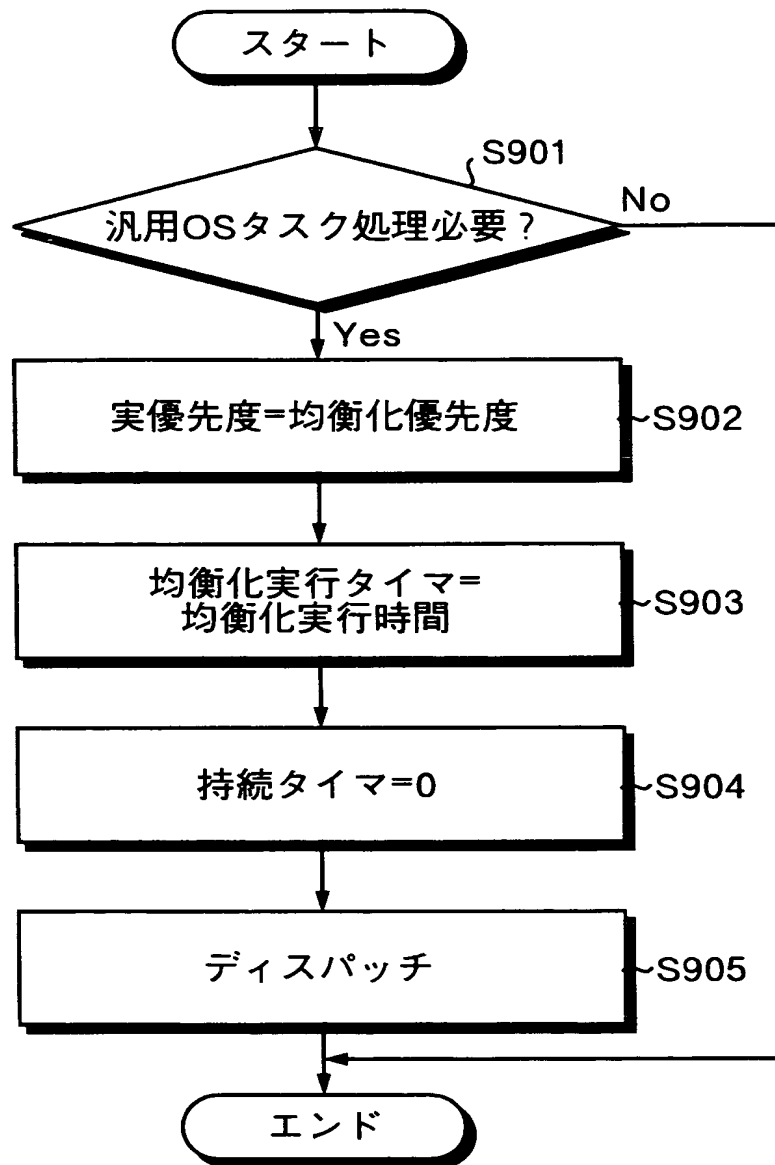 スタート
S901
汎用OSタスク処理必要？
No
Yes
実優先度=均衡化優先度
S902
均衡化実行タイマ=
均衡化実行時間
S903
持続タイマ=0
S904
ディスパッチ
S905
エンド